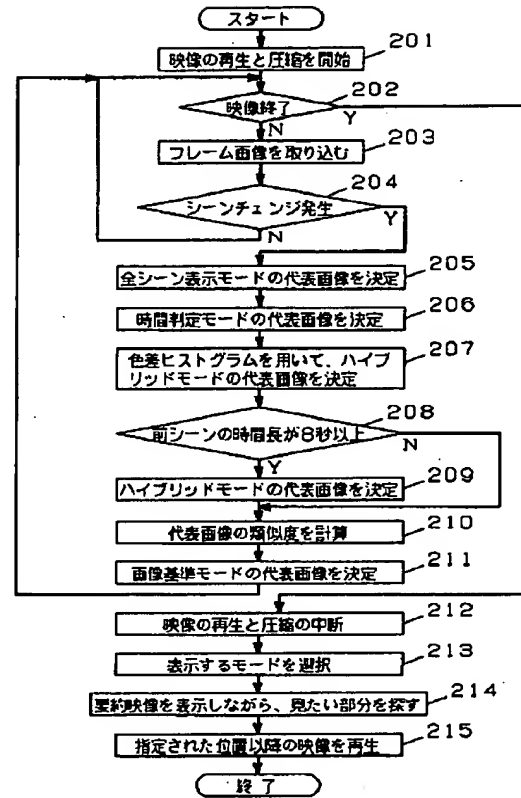 スタート
映像の再生と圧縮を開始
201
映像終了
202
Y
N
フレーム画像を取り込む
203
シーンチェンジ発生
204
Y
N
全シーン表示モードの代表画像を決定
205
時間判定モードの代表画像を決定
206
色差ヒストグラムを用いて、ハイブ
リッドモードの代表画像を決定
207
前シーンの時間長が8秒以上
208
N
Y
ハイブリッドモードの代表画像を決定
209
代表画像の類似度を計算
210
画像基準モードの代表画像を決定
211
映像の再生と圧縮の中断
212
表示するモードを選択
213
要約映像を表示しながら、見たい部分を探す
214
指定された位置以降の映像を再生
215
終了